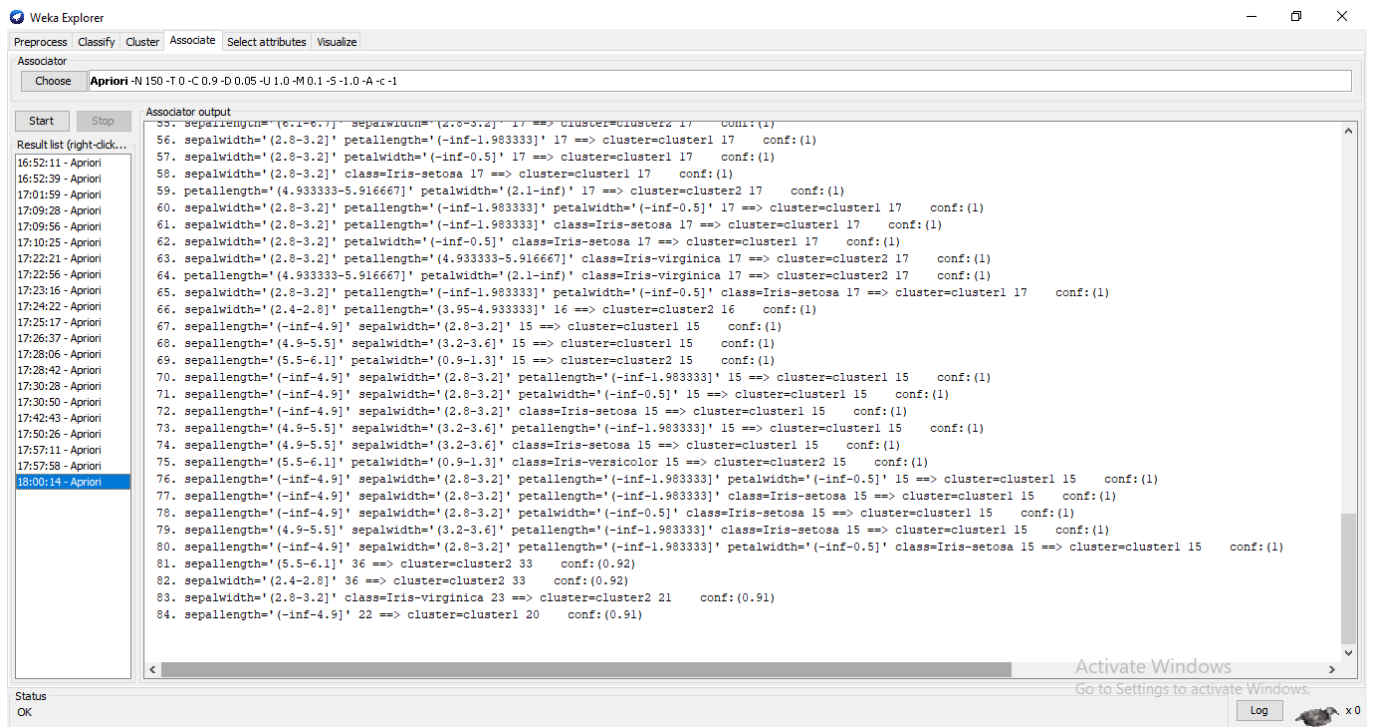 Weka Explorer
Preprocess Classify Cluster Associate Select attributes Visualize
Associator
Choose Apriori -N 150 -T 0 -C 0.9 -D 0.05 -U 1.0 -M 0.1 -S -1.0 -A -c -1
Start Stop
Result list (right-click...
16:52:11 - Apriori
16:52:39 - Apriori
17:01:59 - Apriori
17:09:28 - Apriori
17:09:56 - Apriori
17:10:25 - Apriori
17:22:21 - Apriori
17:22:56 - Apriori
17:23:16 - Apriori
17:24:22 - Apriori
17:25:17 - Apriori
17:26:37 - Apriori
17:28:06 - Apriori
17:28:42 - Apriori
17:30:28 - Apriori
17:30:50 - Apriori
17:42:43 - Apriori
17:50:26 - Apriori
17:57:11 - Apriori
17:57:58 - Apriori
18:00:14 - Apriori
Associator output
55. sepallength='(6.1-6.7]' sepalwidth='(2.8-3.2]' 17 ==> cluster=cluster2 17 conf:(1)
56. sepalwidth='(2.8-3.2]' petallength='(-inf-1.983333]' 17 ==> cluster=cluster1 17 conf:(1)
57. sepalwidth='(2.8-3.2]' petalwidth='(-inf-0.5]' 17 ==> cluster=cluster1 17 conf:(1)
58. sepalwidth='(2.8-3.2]' class=Iris-setosa 17 ==> cluster=cluster1 17 conf:(1)
59. petallength='(4.933333-5.916667]' petalwidth='(2.1-inf)' 17 ==> cluster=cluster2 17 conf:(1)
60. sepalwidth='(2.8-3.2]' petallength='(-inf-1.983333]' petalwidth='(-inf-0.5]' 17 ==> cluster=cluster1 17 conf:(1)
61. sepalwidth='(2.8-3.2]' petallength='(-inf-1.983333]' class=Iris-setosa 17 ==> cluster=cluster1 17 conf:(1)
62. sepalwidth='(2.8-3.2]' petalwidth='(-inf-0.5]' class=Iris-setosa 17 ==> cluster=cluster1 17 conf:(1)
63. sepalwidth='(2.8-3.2]' petallength='(4.933333-5.916667]' class=Iris-virginica 17 ==> cluster=cluster2 17 conf:(1)
64. petallength='(4.933333-5.916667]' petalwidth='(2.1-inf)' class=Iris-virginica 17 ==> cluster=cluster2 17 conf:(1)
65. sepalwidth='(2.8-3.2]' petallength='(-inf-1.983333]' petalwidth='(-inf-0.5]' class=Iris-setosa 17 ==> cluster=cluster1 17 conf:(1)
66. sepalwidth='(2.4-2.8]' petallength='(3.95-4.933333]' 16 ==> cluster=cluster2 16 conf:(1)
67. sepallength='(-inf-4.9]' sepalwidth='(2.8-3.2]' 15 ==> cluster=cluster1 15 conf:(1)
68. sepallength='(4.9-5.5]' sepalwidth='(3.2-3.6]' 15 ==> cluster=cluster1 15 conf:(1)
69. sepallength='(5.5-6.1]' petalwidth='(0.9-1.3]' 15 ==> cluster=cluster2 15 conf:(1)
70. sepallength='(-inf-4.9]' sepalwidth='(2.8-3.2]' petallength='(-inf-1.983333]' 15 ==> cluster=cluster1 15 conf:(1)
71. sepallength='(-inf-4.9]' sepalwidth='(2.8-3.2]' petalwidth='(-inf-0.5]' 15 ==> cluster=cluster1 15 conf:(1)
72. sepallength='(-inf-4.9]' sepalwidth='(2.8-3.2]' class=Iris-setosa 15 ==> cluster=cluster1 15 conf:(1)
73. sepallength='(4.9-5.5]' sepalwidth='(3.2-3.6]' petallength='(-inf-1.983333]' 15 ==> cluster=cluster1 15 conf:(1)
74. sepallength='(4.9-5.5]' sepalwidth='(3.2-3.6]' class=Iris-setosa 15 ==> cluster=cluster1 15 conf:(1)
75. sepallength='(5.5-6.1]' petalwidth='(0.9-1.3]' class=Iris-versicolor 15 ==> cluster=cluster2 15 conf:(1)
76. sepallength='(-inf-4.9]' sepalwidth='(2.8-3.2]' petallength='(-inf-1.983333]' petalwidth='(-inf-0.5]' 15 ==> cluster=cluster1 15 conf:(1)
77. sepallength='(-inf-4.9]' sepalwidth='(2.8-3.2]' petallength='(-inf-1.983333]' class=Iris-setosa 15 ==> cluster=cluster1 15 conf:(1)
78. sepallength='(-inf-4.9]' sepalwidth='(2.8-3.2]' petalwidth='(-inf-0.5]' class=Iris-setosa 15 ==> cluster=cluster1 15 conf:(1)
79. sepallength='(4.9-5.5]' sepalwidth='(3.2-3.6]' petallength='(-inf-1.983333]' class=Iris-setosa 15 ==> cluster=cluster1 15 conf:(1)
80. sepallength='(-inf-4.9]' sepalwidth='(2.8-3.2]' petallength='(-inf-1.983333]' petalwidth='(-inf-0.5]' class=Iris-setosa 15 ==> cluster=cluster1 15 conf:(1)
81. sepallength='(5.5-6.1]' 36 ==> cluster=cluster2 33 conf:(0.92)
82. sepalwidth='(2.4-2.8]' 36 ==> cluster=cluster2 33 conf:(0.92)
83. sepalwidth='(2.8-3.2]' class=Iris-virginica 23 ==> cluster=cluster2 21 conf:(0.91)
84. sepallength='(-inf-4.9]' 22 ==> cluster=cluster1 20 conf:(0.91)
Activate Windows
Go to Settings to activate Windows.
Status
OK
Log
x 0